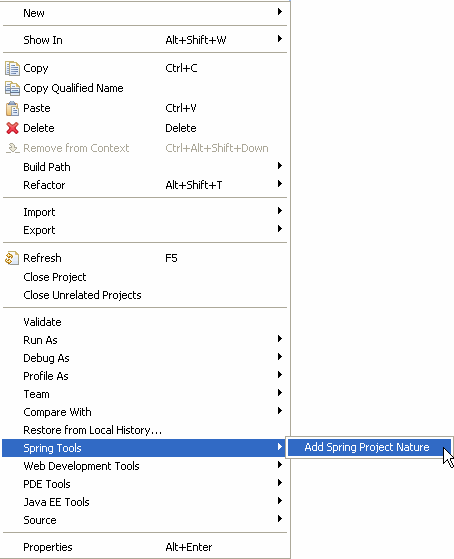 New
Show In Alt+Shift+W
Copy Ctrl+C
Copy Qualified Name
Paste Ctrl+V
Delete Delete
Remove from Context Ctrl+Alt+Shift+Down
Build Path
Refactor Alt+Shift+T
Import
Export
Refresh F5
Close Project
Close Unrelated Projects
Validate
Run As
Debug As
Profile As
Team
Compare With
Restore from Local History...
Spring Tools Add Spring Project Nature
Web Development Tools
PDE Tools
Java EE Tools
Source
Properties Alt+Enter